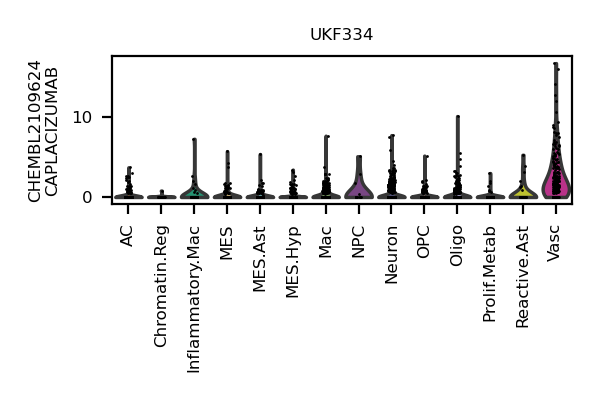 UKF334
CHEMBL2109624
CAPLACIZUMAB
10
0
AC
Chromatin.Reg
Inflammatory.Mac
MES
MES.Ast
MES.Hyp
Mac
NPC
Neuron
OPC
Oligo
Prolif.Metab
Reactive.Ast
Vasc